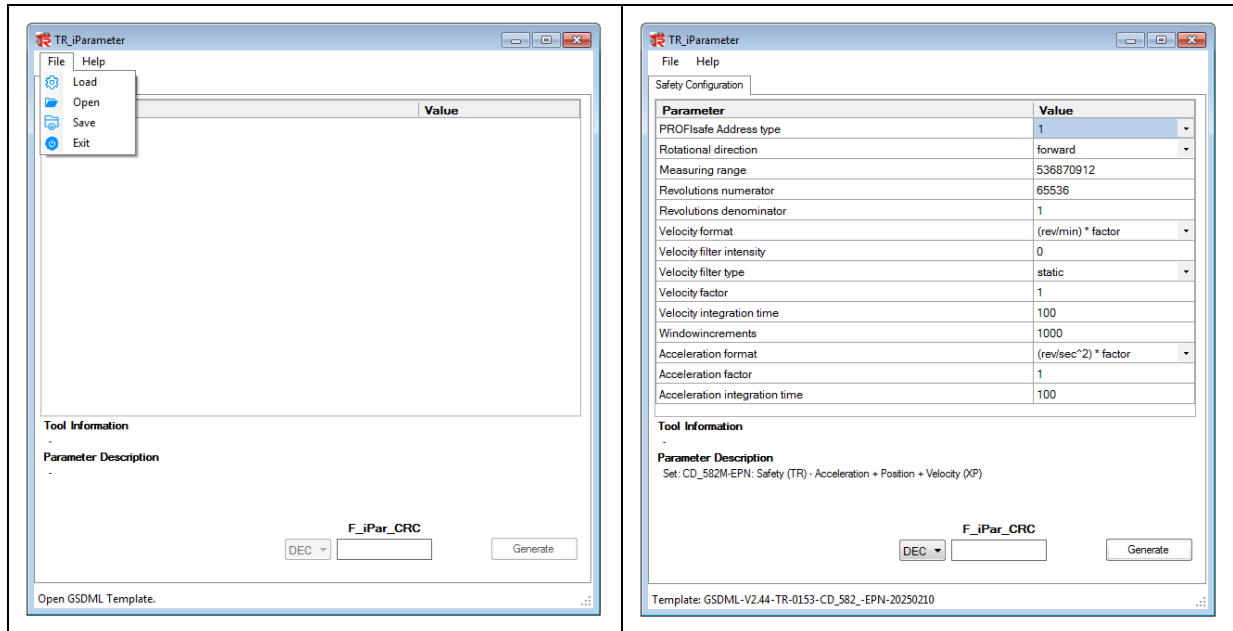 TR_iParameter
File Help
Load
Open
Save
Exit
Value
Tool Information
-
Parameter Description
-
F_iPar_CRC
DEC
Generate
Open GSDML Template.
TR_iParameter
File Help
Safety Configuration
Parameter Value
PROFIsafe Address type 1
Rotational direction forward
Measuring range 536870912
Revolutions numerator 65536
Revolutions denominator 1
Velocity format (rev/min) * factor
Velocity filter intensity 0
Velocity filter type static
Velocity factor 1
Velocity integration time 100
Windowincrements 1000
Acceleration format (rev/sec^2) * factor
Acceleration factor 1
Acceleration integration time 100
Tool Information
-
Parameter Description
Set: CD_582M-EPN: Safety (TR) - Acceleration + Position + Velocity (XP)
F_iPar_CRC
DEC
Generate
Template: GSDML-V2.44-TR-0153-CD_582_-EPN-20250210